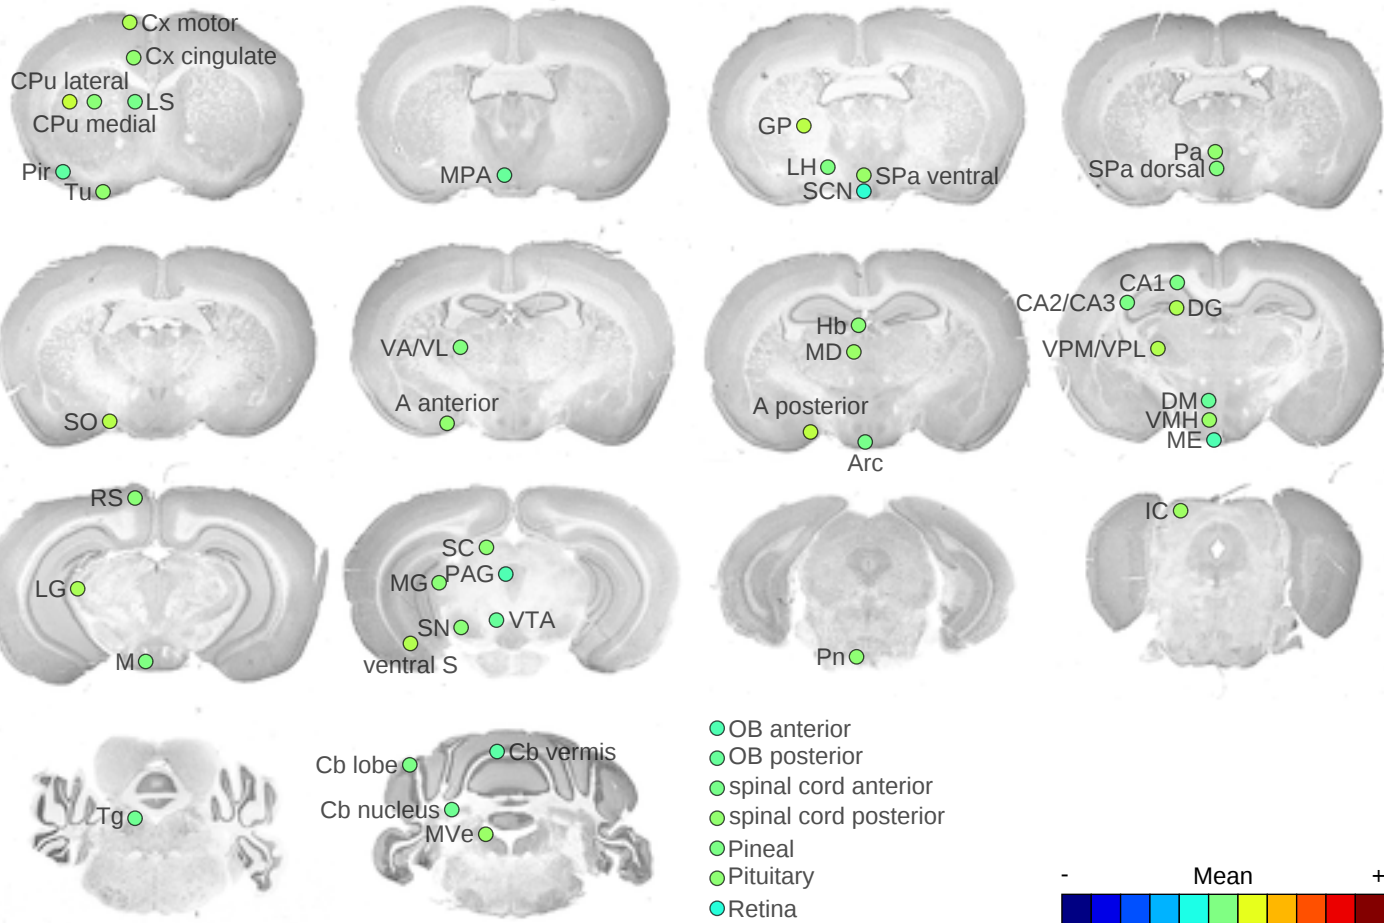 Cx motor
Cx cingulate
CPu lateral
LS
CPu medial
Pir
Tu
MPA
GP
LH
SPa ventral
SCN
Pa
SPa dorsal
SO
VA/VL
A anterior
Hb
MD
A posterior
Arc
CA1
CA2/CA3
DG
VPM/VPL
DM
VMH
ME
RS
LG
M
SC
MG
PAG
SN
VTA
ventral S
Pn
IC
Tg
Cb lobe
Cb vermis
Cb nucleus
MVe
OB anterior
OB posterior
spinal cord anterior
spinal cord posterior
Pineal
Pituitary
Retina
- Mean +